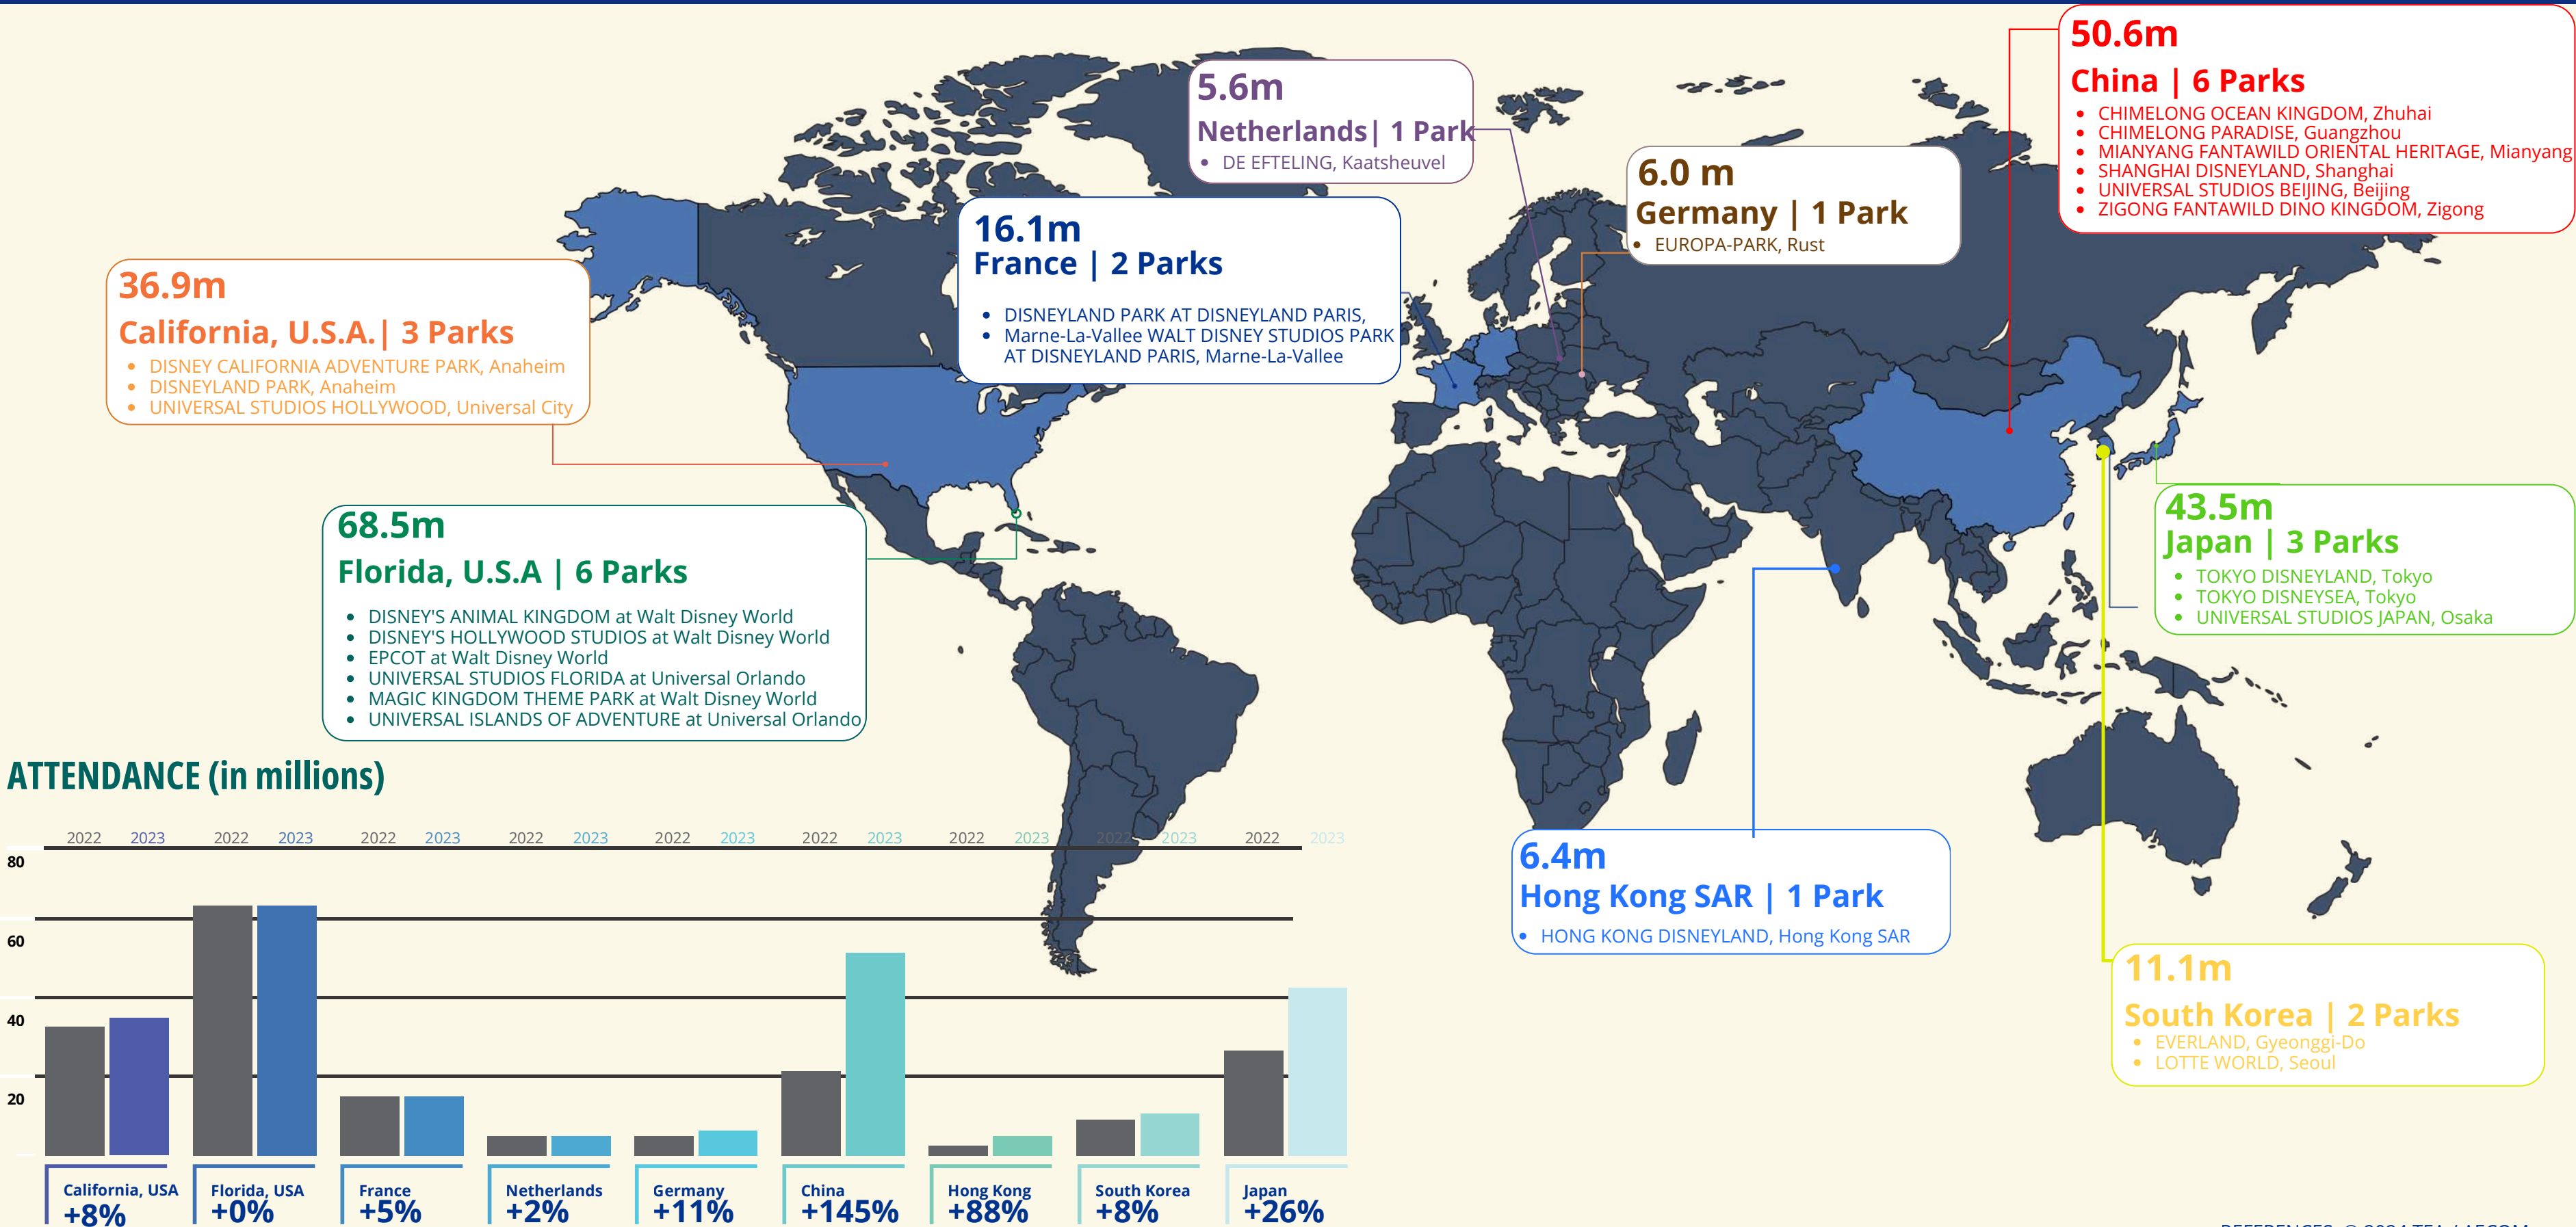 50.6m
China | 6 Parks
CHIMELONG OCEAN KINGDOM, Zhuhai
CHIMELONG PARADISE, Guangzhou
MIANYANG FANTAWILD ORIENTAL HERITAGE, Mianyang
SHANGHAI DISNEYLAND, Shanghai
UNIVERSAL STUDIOS BEIJING, Beijing
ZIGONG FANTAWILD DINO KINGDOM, Zigong
5.6m
Netherlands| 1 Park
DE EFTELING, Kaatsheuvel
6.0 m
Germany | 1 Park
EUROPA-PARK, Rust
16.1m
France | 2 Parks
DISNEYLAND PARK AT DISNEYLAND PARIS,
Marne-La-Vallee WALT DISNEY STUDIOS PARK
AT DISNEYLAND PARIS, Marne-La-Vallee
36.9m
California, U.S.A.| 3 Parks
DISNEY CALIFORNIA ADVENTURE PARK, Anaheim
DISNEYLAND PARK, Anaheim
UNIVERSAL STUDIOS HOLLYWOOD, Universal City
68.5m
Florida, U.S.A | 6 Parks
DISNEY'S ANIMAL KINGDOM at Walt Disney World
DISNEY'S HOLLYWOOD STUDIOS at Walt Disney World
EPCOT at Walt Disney World
UNIVERSAL STUDIOS FLORIDA at Universal Orlando
MAGIC KINGDOM THEME PARK at Walt Disney World
UNIVERSAL ISLANDS OF ADVENTURE at Universal Orlando
43.5m
Japan | 3 Parks
TOKYO DISNEYLAND, Tokyo
TOKYO DISNEYSEA, Tokyo
UNIVERSAL STUDIOS JAPAN, Osaka
6.4m
Hong Kong SAR | 1 Park
HONG KONG DISNEYLAND, Hong Kong SAR
11.1m
South Korea | 2 Parks
EVERLAND, Gyeonggi-Do
LOTTE WORLD, Seoul
ATTENDANCE (in millions)
2022 2023 2022 2023 2022 2023 2022 2023 2022 2023 2022 2023 2022 2023 2022 2023 2022 2023
80
60
40
20
California, USA
+8%
Florida, USA
+0%
France
+5%
Netherlands
+2%
Germany
+11%
China
+145%
Hong Kong
+88%
South Korea
+8%
Japan
+26%
REFERENCES: © 2024 TEA / AECOM